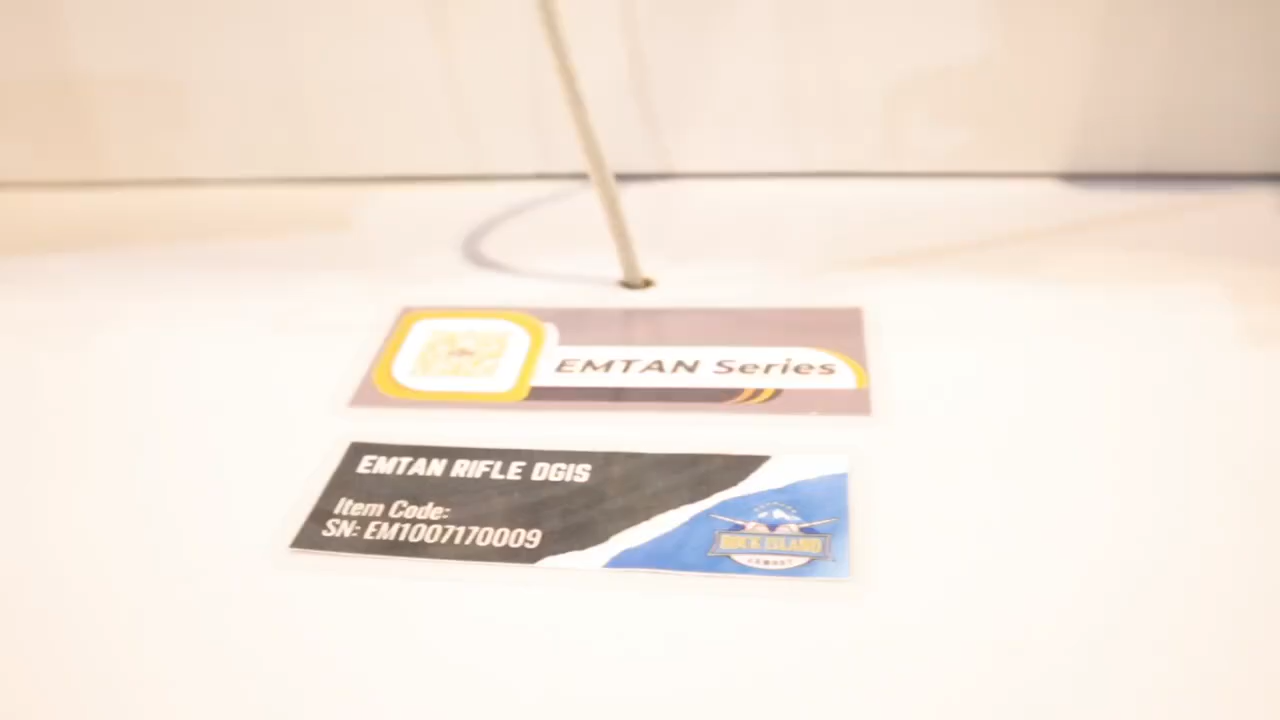 EMTAN Series
EMTAN RIFLE DGIS
Item Code:
SN: EM1007170009
ROCK ISLAND